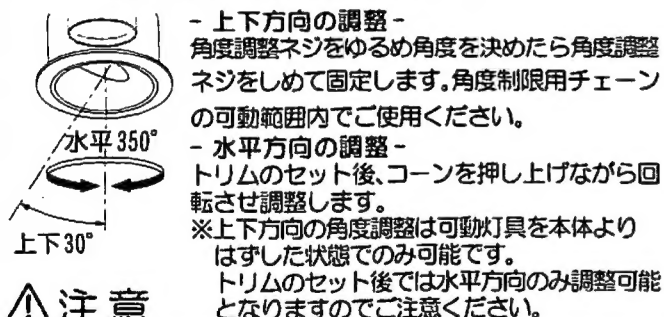 - 上下方向の調整 -
角度調整ネジをゆるめ角度を決めたら角度調整
ネジをしめて固定します。角度制限用チェーン
の可動範囲内でご使用ください。
- 水平方向の調整 -
トリムのセット後、コーンを押し上げながら回
転させ調整します。
※上下方向の角度調整は可動灯具を本体より
はずした状態でのみ可能です。
トリムのセット後では水平方向のみ調整可能
となりますのでご注意ください。
水平350°
上下30°
⚠注意